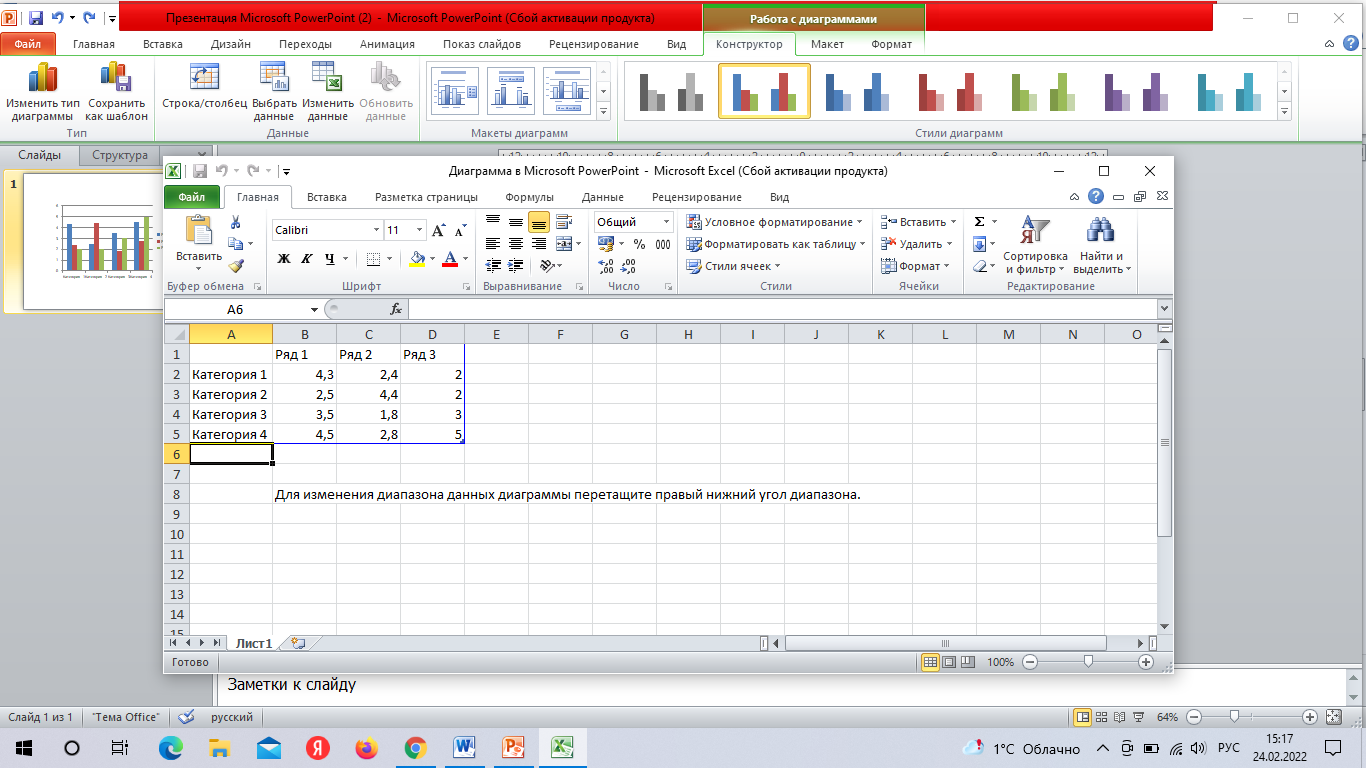 Презентация Microsoft PowerPoint (2) - Microsoft PowerPoint (Сбой активации продукта)
Работа с диаграммами
Файл Главная Вставка Дизайн Переходы Анимация Показ слайдов Рецензирование Вид Конструктор Макет Формат
Изменить тип диаграммы
Сохранить как шаблон
Строка/столбец
Выбрать данные
Изменить данные
Обновить данные
Тип Данные Макеты диаграмм Стили диаграмм
Слайды Структура
1
Диаграмма в Microsoft PowerPoint - Microsoft Excel (Сбой активации продукта)
Файл Главная Вставка Разметка страницы Формулы Данные Рецензирование Вид
Вставить
Calibri 11
Ж К Ч
Общий
% 000
Условное форматирование
Форматировать как таблицу
Стили ячеек
Вставить
Удалить
Формат
Σ
Сортировка и фильтр
Найти и выделить
Буфер обмена Шрифт Выравнивание Число Стили Ячейки Редактирование
A6 fx
A B C D E F G H I J K L M N O
1 Ряд 1 Ряд 2 Ряд 3
2 Категория 1 4,3 2,4 2
3 Категория 2 2,5 4,4 2
4 Категория 3 3,5 1,8 3
5 Категория 4 4,5 2,8 5
6
7
8 Для изменения диапазона данных диаграммы перетащите правый нижний угол диапазона.
9
10
11
12
13
14
15
Лист1
Готово 100%
Заметки к слайду
Слайд 1 из 1 "Тема Office" русский 64%
1°C Облачно РУС 15:17
24.02.2022